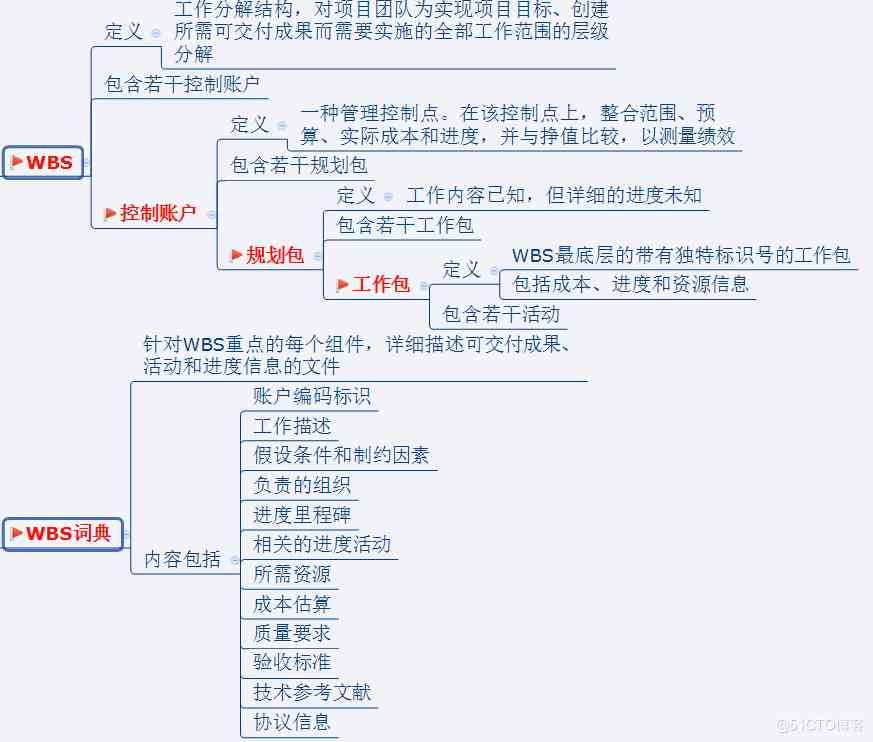 工作分解结构，对项目团队为实现项目目标、创建
定义
所需可交付成果而需要实施的全部工作范围的层级
分解
包含若干控制账户
WBS
一种管理控制点。在该控制点上，整合范围、预
定义
算、实际成本和进度，并与挣值比较，以测量绩效
包含若干规划包
控制账户
定义
工作内容已知，但详细的进度未知
包含若干工作包
规划包
WBS最底层的带有独特标识号的工作包
定义
包括成本、进度和资源信息
工作包
包含若干活动
针对WBS重点的每个组件，详细描述可交付成果、
活动和进度信息的文件
WBS词典
内容包括
账户编码标识
工作描述
假设条件和制约因素
负责的组织
进度里程碑
相关的进度活动
所需资源
成本估算
质量要求
验收标准
技术参考文献
协议信息
@51CTO博客